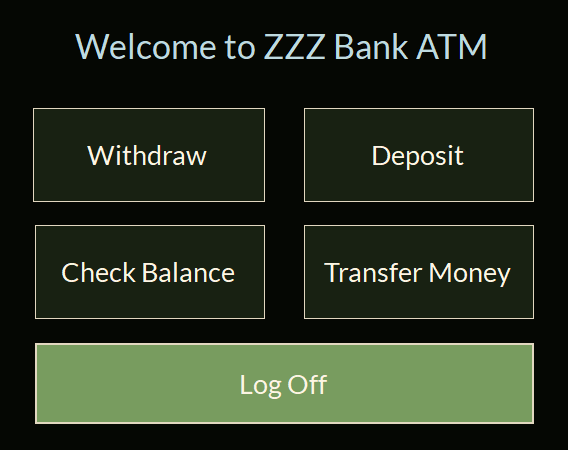 Welcome to ZZZ Bank ATM
Withdraw
Deposit
Check Balance
Transfer Money
Log Off